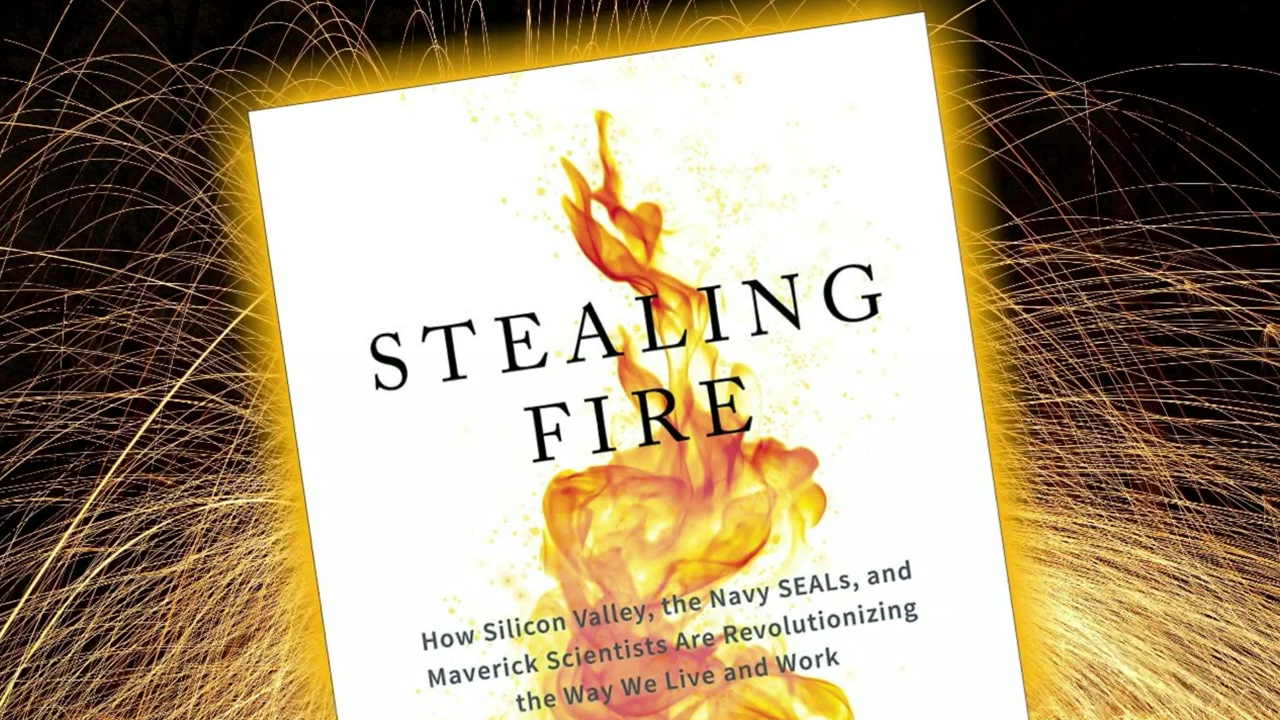 STEALING
FIRE
How Silicon Valley, the Navy SEALs, and
Maverick Scientists Are Revolutionizing
the Way We Live and Work